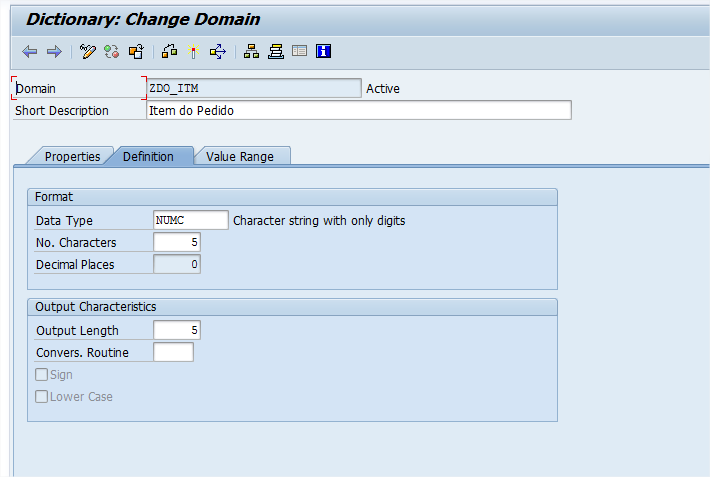 Dictionary: Change Domain
Domain ZDO_ITM Active
Short Description Item do Pedido
Properties Definition Value Range
Format
Data Type NUMC Character string with only digits
No. Characters 5
Decimal Places 0
Output Characteristics
Output Length 5
Convers. Routine
Sign
Lower Case